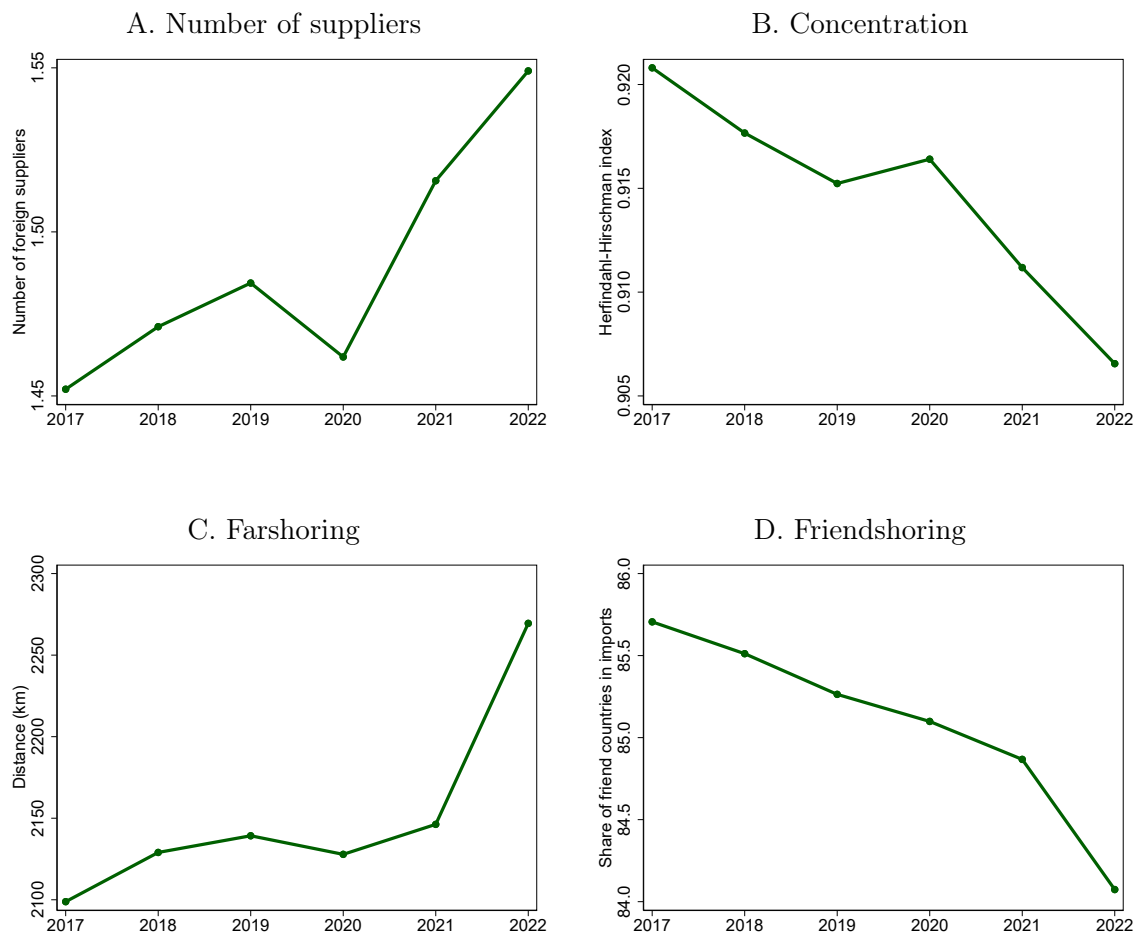 A. Number of suppliers
Number of foreign suppliers
1.55
1.50
1.45
2017 2018 2019 2020 2021 2022
B. Concentration
Herfindahl-Hirschman index
0.920
0.915
0.910
0.905
2017 2018 2019 2020 2021 2022
C. Farshoring
Distance (km)
2300
2250
2200
2150
2100
2017 2018 2019 2020 2021 2022
D. Friendshoring
Share of friend countries in imports
86.0
85.5
85.0
84.5
84.0
2017 2018 2019 2020 2021 2022